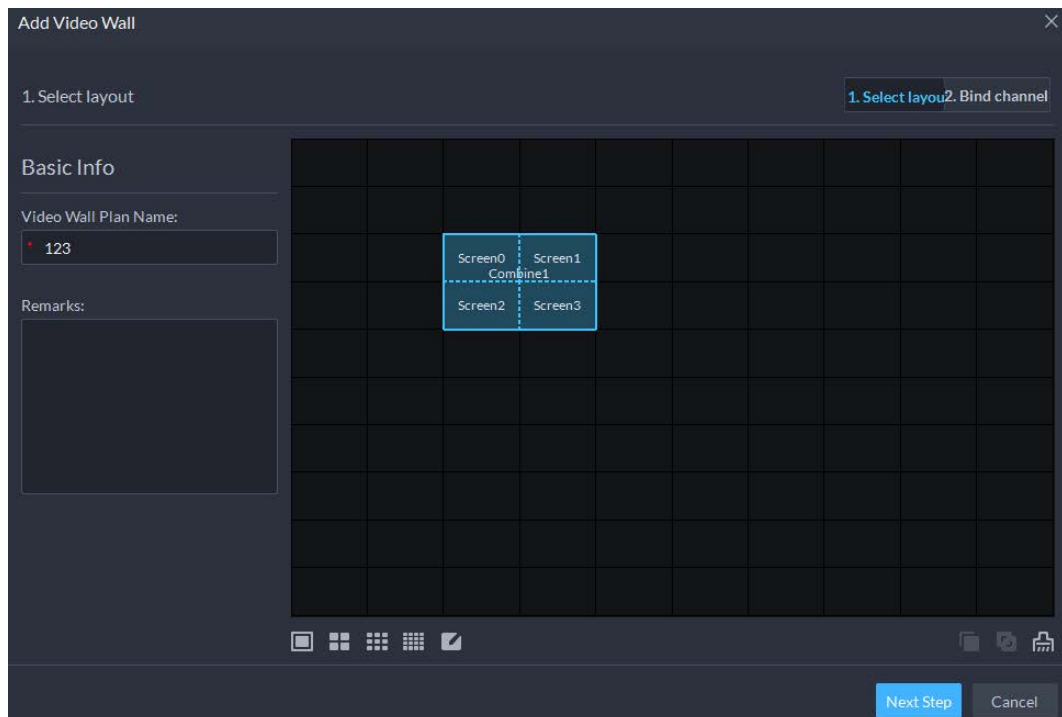 Add Video Wall
1. Select layout
1. Select layou
2. Bind channel
Basic Info
Video Wall Plan Name:
* 123
Remarks:
Screen0
Screen1
Combine1
Screen2
Screen3
Next Step
Cancel